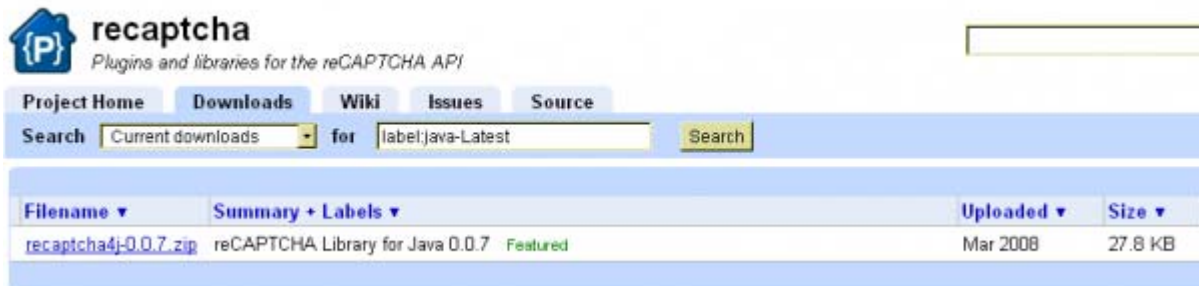 {P}
recaptcha
Plugins and libraries for the reCAPTCHA API
Project Home Downloads Wiki Issues Source
Search Current downloads for label:java-Latest Search
Filename ▼ Summary + Labels ▼ Uploaded ▼ Size ▼
recaptcha4j-0.0.7.zip reCAPTCHA Library for Java 0.0.7 Featured Mar 2008 27.8 KB